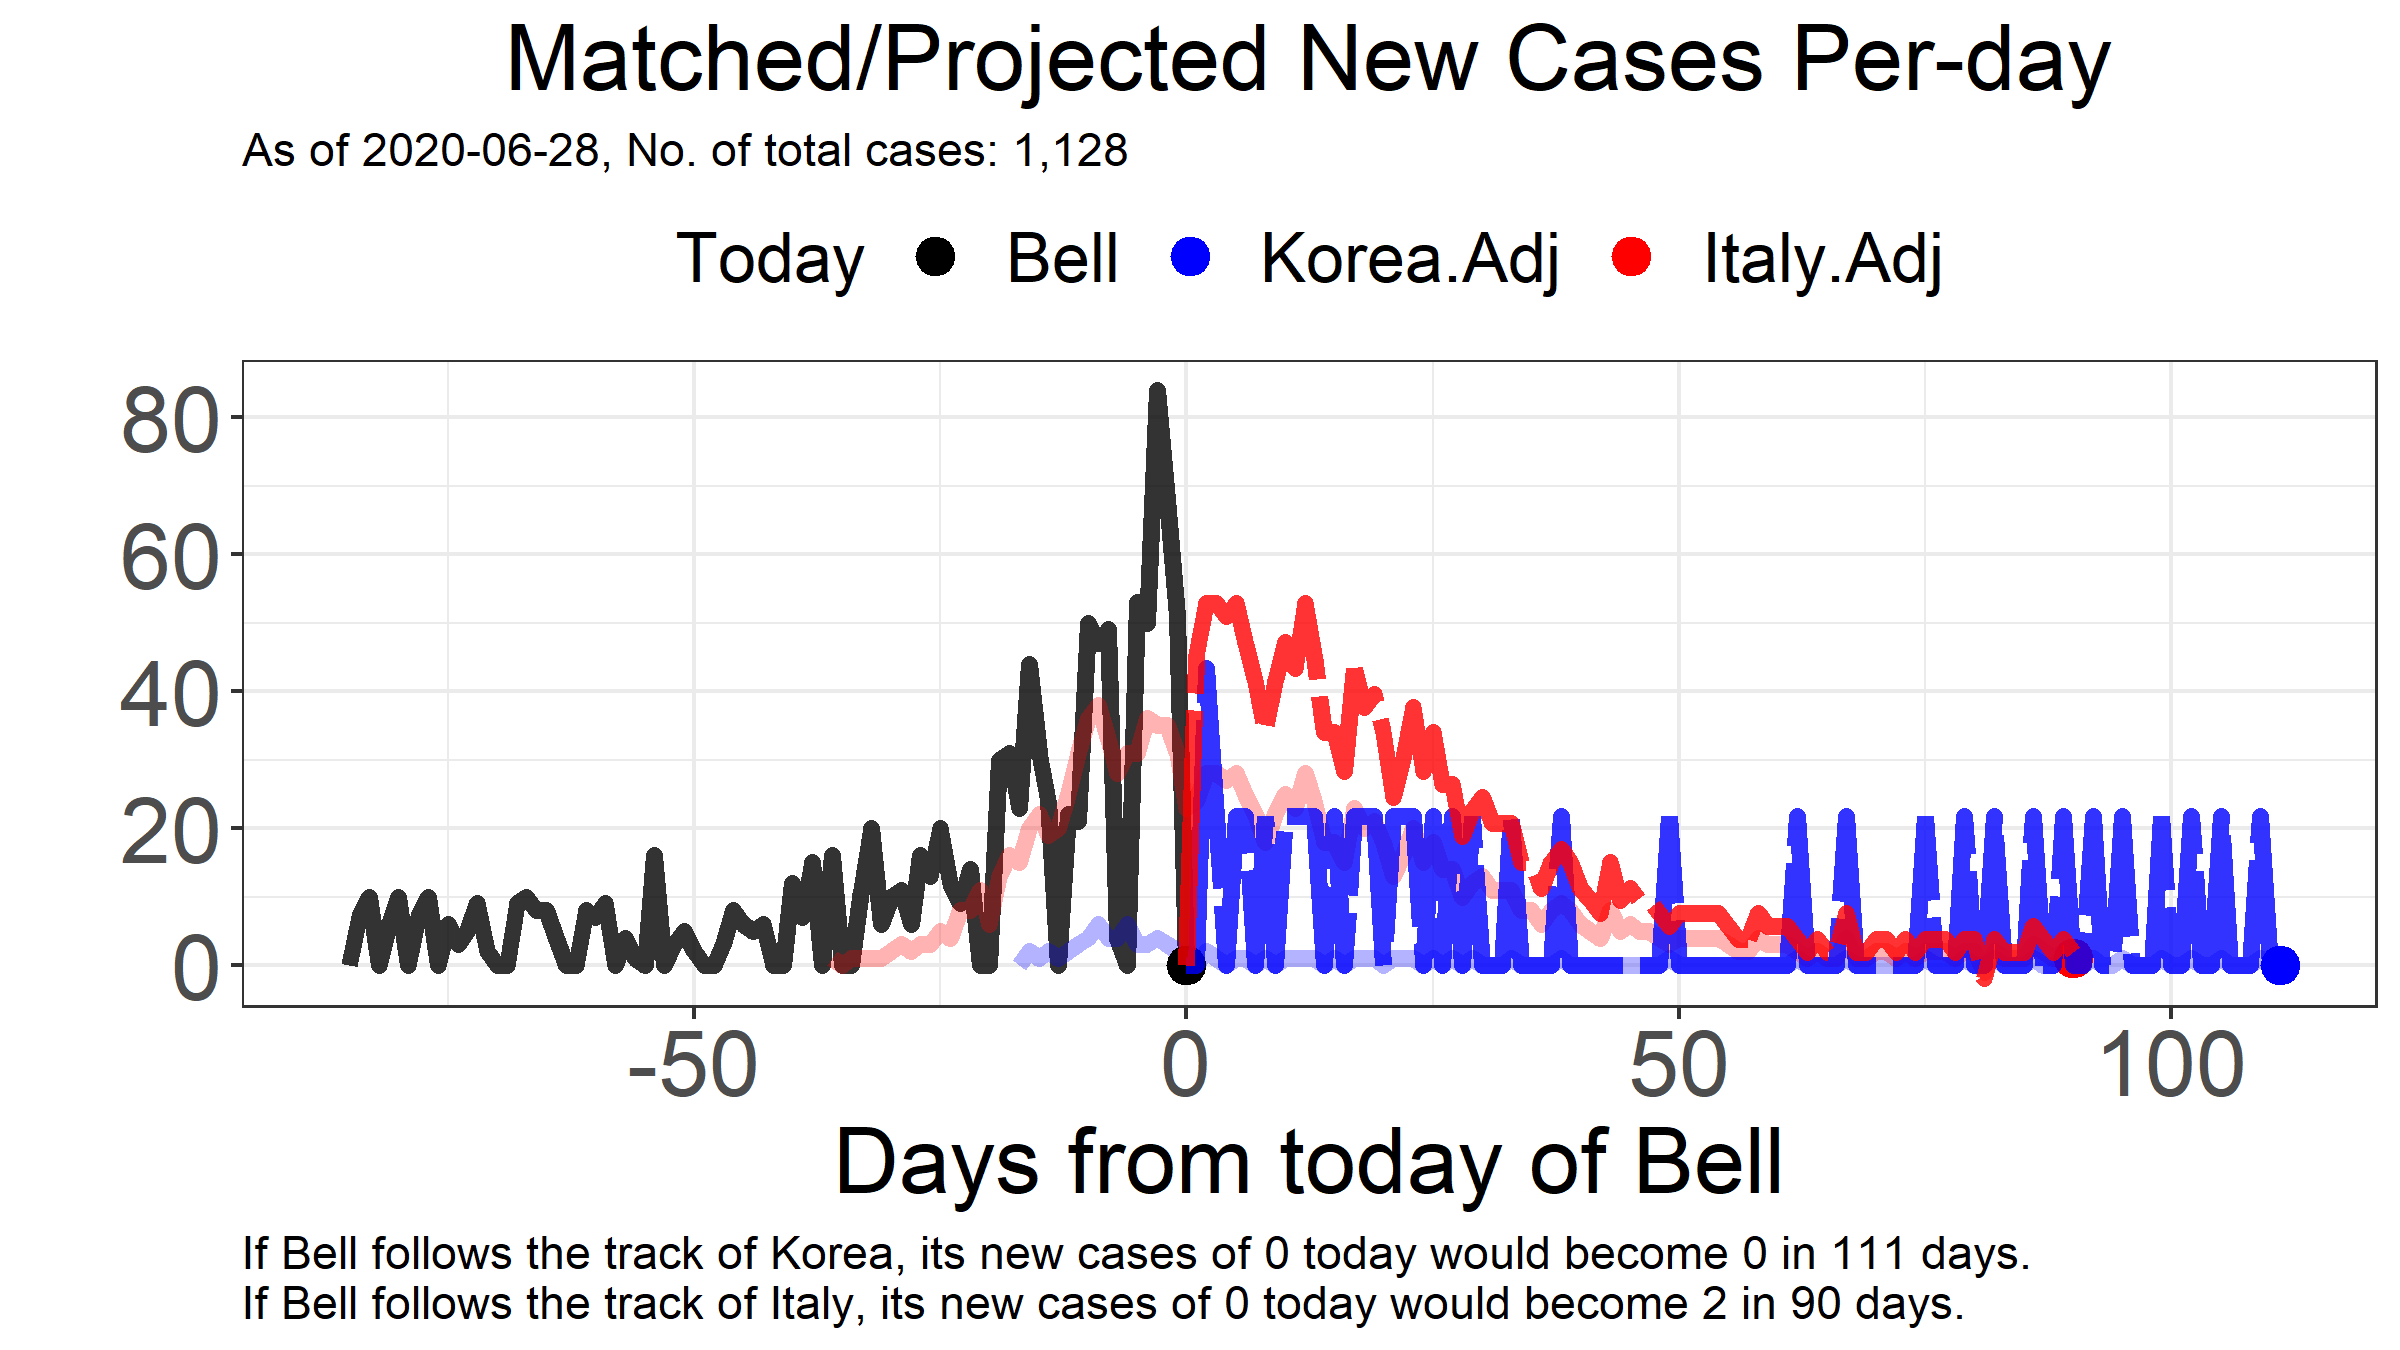 Matched/Projected New Cases Per-day
As of 2020-06-28, No. of total cases: 1,128
Today Bell Korea.Adj Italy.Adj
80
60
40
20
0
-50 0 50 100
Days from today of Bell
If Bell follows the track of Korea, its new cases of 0 today would become 0 in 111 days.
If Bell follows the track of Italy, its new cases of 0 today would become 2 in 90 days.